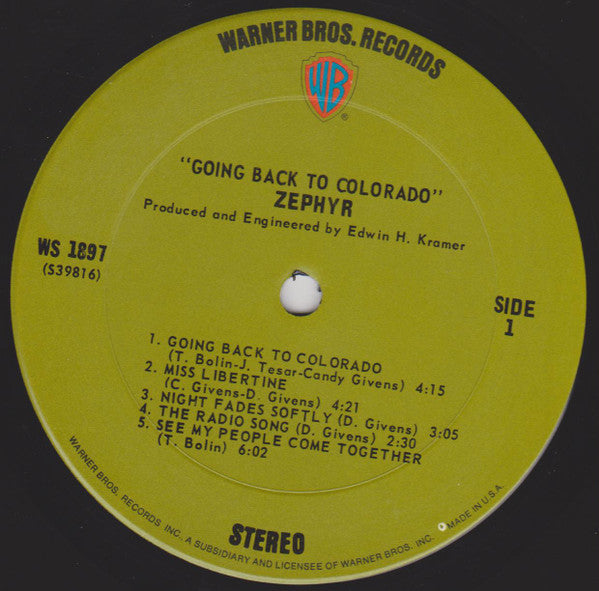 WARNER BROS. RECORDS
WB
®
"GOING BACK TO COLORADO"
ZEPHYR
Produced and Engineered by Edwin H. Kramer
WS 1897
(S39816)
SIDE
1
1. GOING BACK TO COLORADO
(T. Bolin-J. Tesar-Candy Givens) 4:15
2. MISS LIBERTINE
(C. Givens-D. Givens) 4:21
3. NIGHT FADES SOFTLY (D. Givens) 3:05
4. THE RADIO SONG (D. Givens) 2:30
5. SEE MY PEOPLE COME TOGETHER
(T. Bolin) 6:02
STEREO
WARNER BROS. RECORDS INC. A SUBSIDIARY AND LICENSEE OF WARNER BROS. INC. MADE IN U.S.A.